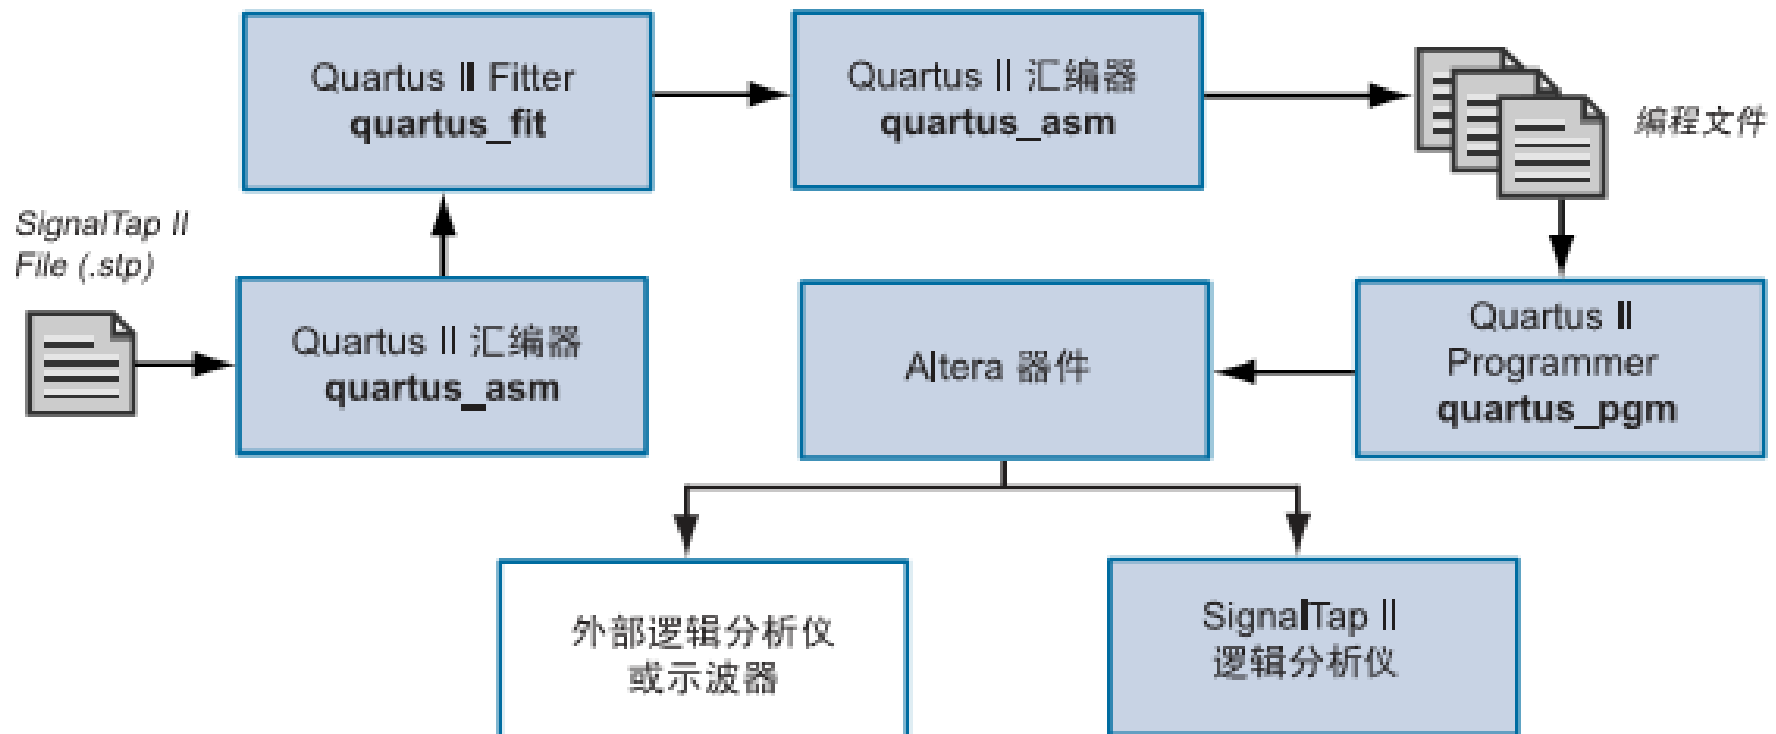 Quartus II Fitter
quartus_fit
Quartus II 汇编器
quartus_asm
编程文件
SignalTap II
File (.stp)
Quartus II 汇编器
quartus_asm
Altera 器件
Quartus II
Programmer
quartus_pgm
外部逻辑分析仪
或示波器
SignalTap II
逻辑分析仪